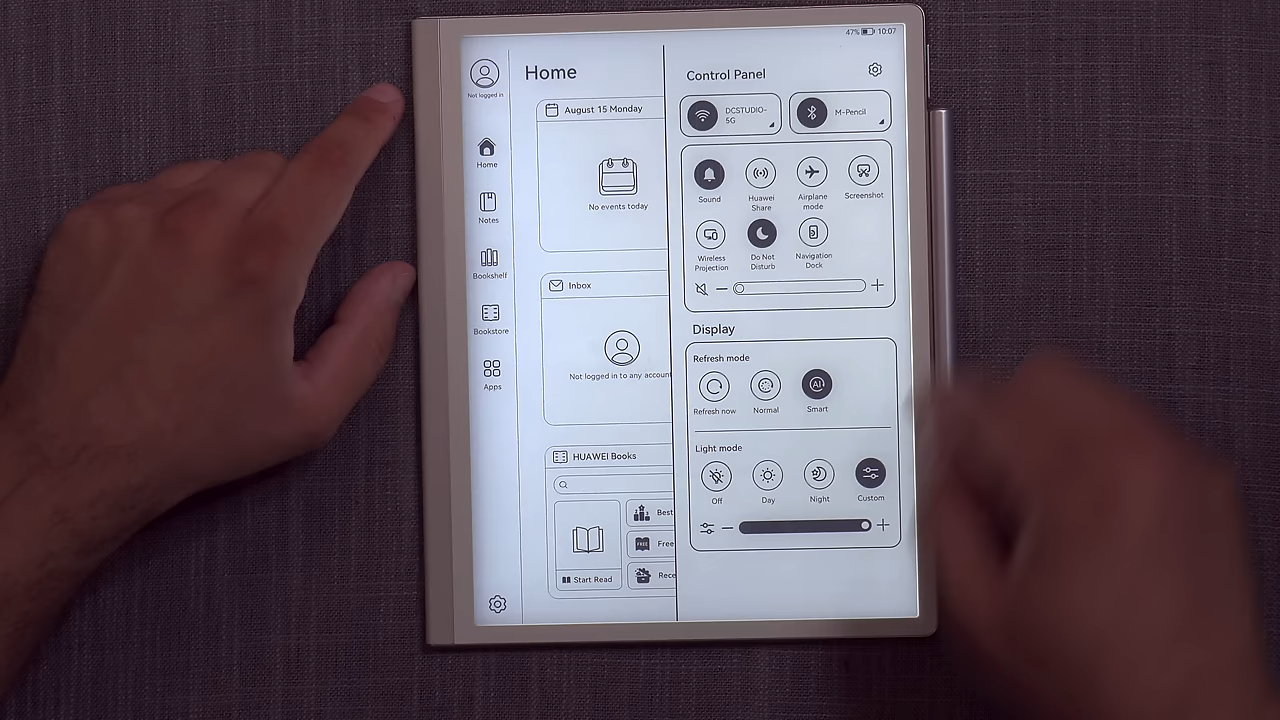 47% 10:07
Not logged in
Home
Notes
Bookshelf
Bookstore
Apps
Home
August 15 Monday
No events today
Inbox
Not logged in to any accoun
HUAWEI Books
Start Read
Best
FREE
Free
Rece
Control Panel
DCSTUDIO-
5G
M-Pencil
Sound
Huawei
Share
Airplane
mode
Screenshot
Wireless
Projection
Do Not
Disturb
Navigation
Dock
Display
Refresh mode
Refresh now
Normal
AI
Smart
Light mode
Off
Day
Night
Custom